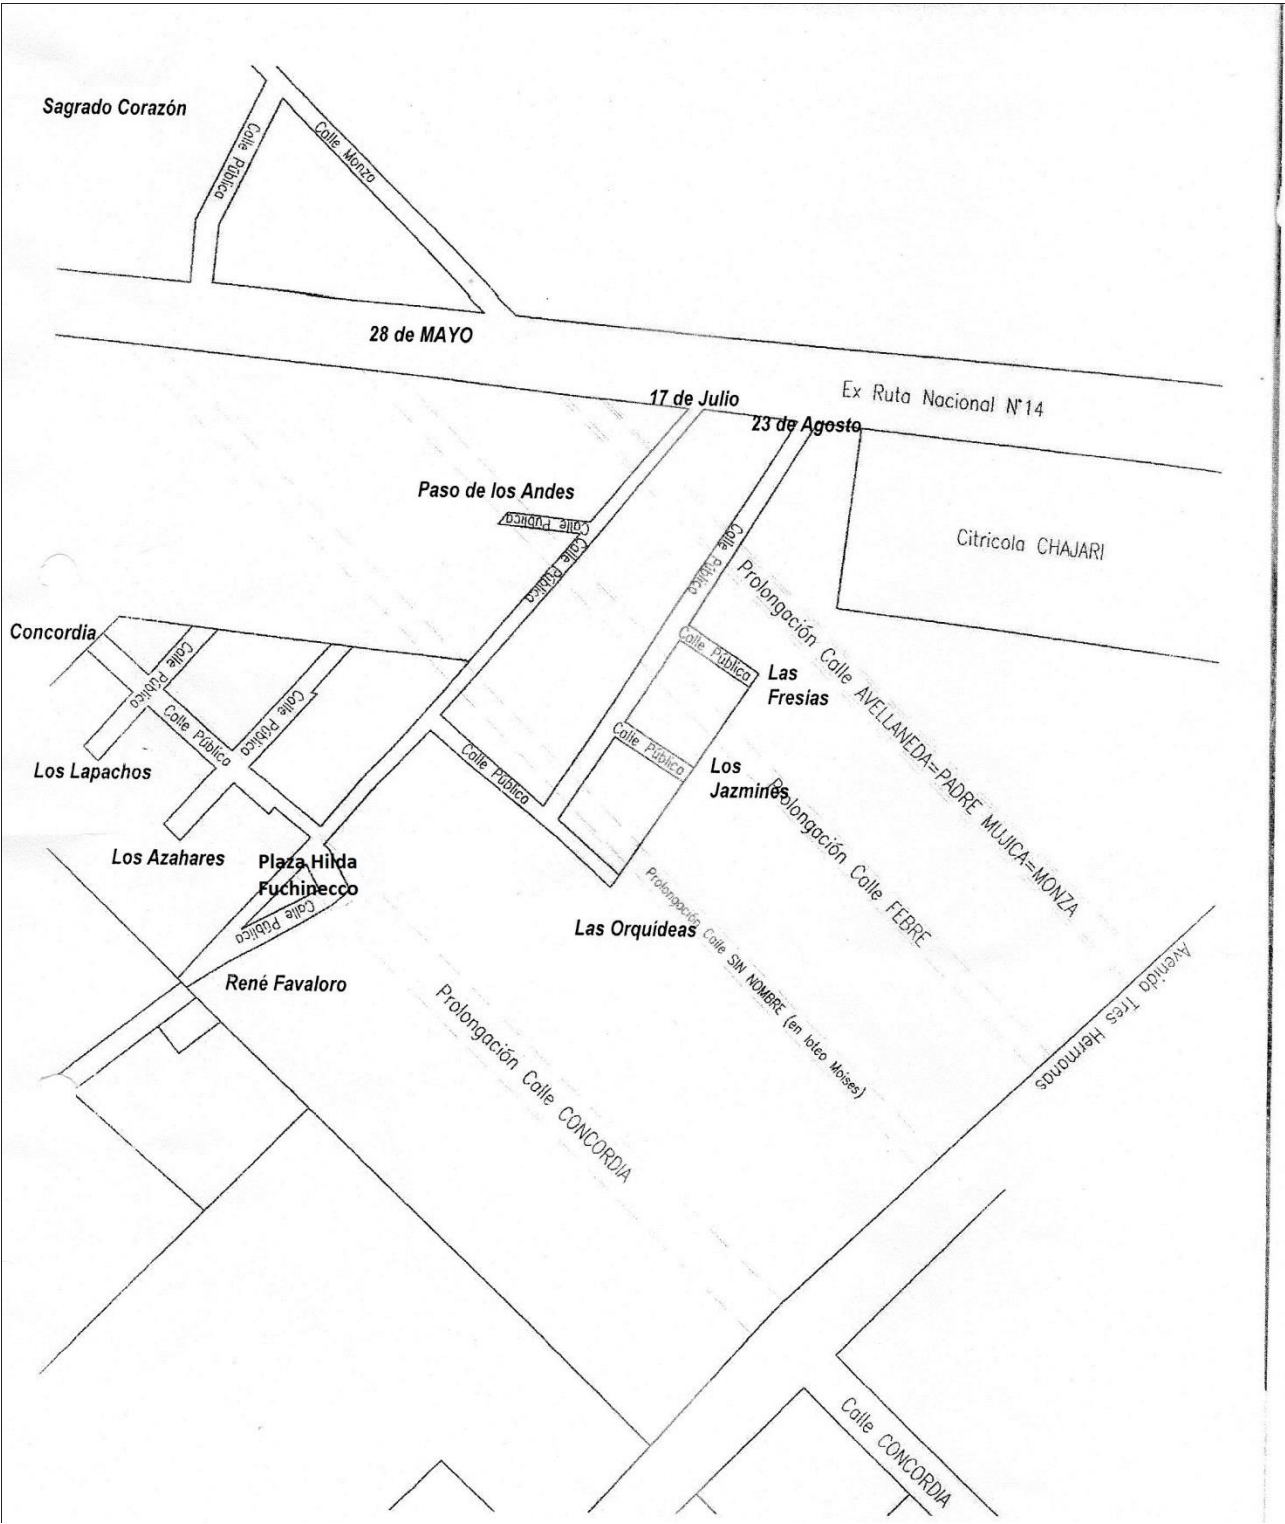 Sagrado Corazón
Calle Pública
Calle Monzo
28 de MAYO
17 de Julio
Ex Ruta Nacional N°14
23 de Agosto
Paso de los Andes
Calle Pública
Calle Pública
Calle Pública
Citricola CHAJARI
Prolongación Calle AVELLANEDA=PADRE MUJICA=MONZA
Concordia
Calle Pública
Calle Pública
Las
Fresias
Calle Pública
Calle Pública
Calle Pública
Calle Pública
Los Lapachos
Los
Jazmines
Prolongación Calle FEBRE
Los Azahares
Plaza Hilda
Fuchinecco
Calle Pública
Prolongación Calle SIN NOMBRE (en loteo Moises)
Las Orquídeas
René Favaloro
Avenida Tres Hermanas
Prolongación Calle CONCORDIA
Calle CONCORDIA